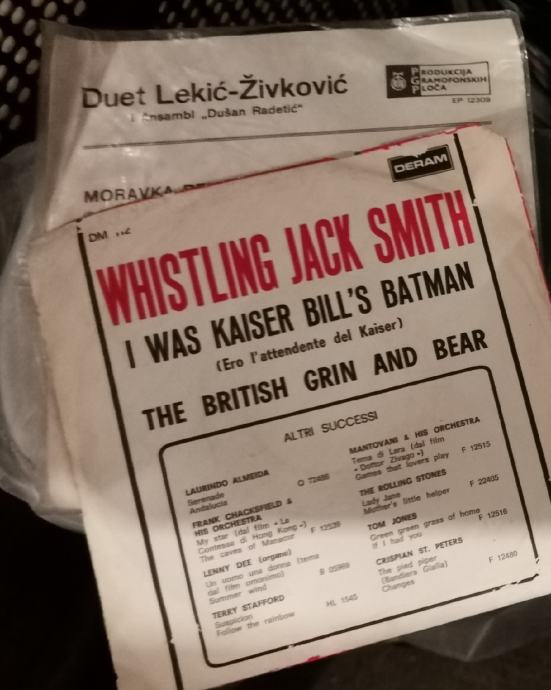 Duet Lekić-Živković
i Ansambl „Dušan Radetić“
PGP
PRODUKCIJA
GRAMOFONSKIH
PLOČA
EP 12309
MORAVKA
DERAM
DM
WHISTLING JACK SMITH
I WAS KAISER BILL'S BATMAN
(Ero l'attendente del Kaiser)
THE BRITISH GRIN AND BEAR
ALTRI SUCCESSI
LAURINDO ALMEIDA
Serenade
Andalucia
FRANK CHACKSFIELD &
HIS ORCHESTRA
My star (dal film « La
Contessa di Hong Kong »)
The caves of Manacor
LENNY DEE (organo)
Un uomo una donna (tema
dal film omonimo)
Summer wind
TERRY STAFFORD
Suspicion
HL 1545
Follow the rainbow
MANTOVANI & HIS ORCHESTRA
Tema di Lara (dal film
« Dottor Zivago »)
F 12515
Games that lovers play
THE ROLLING STONES
Lady Jane
F 22405
Mother's little helper
TOM JONES
Green green grass of home
F 12516
If I had you
CRISPIAN ST. PETERS
The pied piper
F 12480
(Bandiera Gialla)
Changes